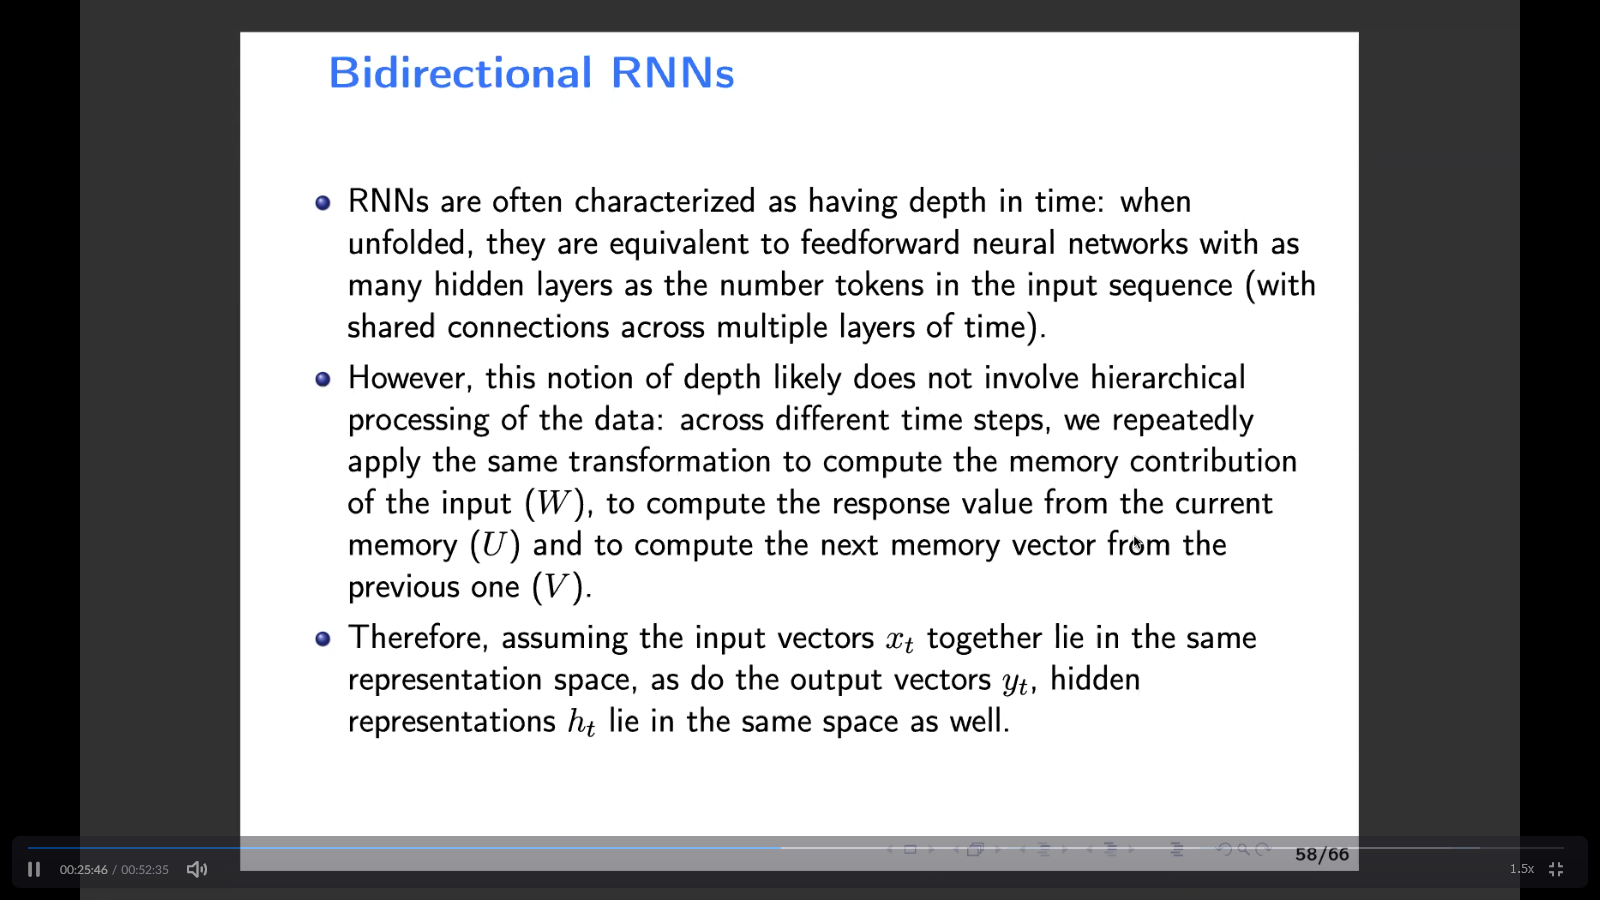 Bidirectional RNNs
RNNs are often characterized as having depth in time: when
unfolded, they are equivalent to feedforward neural networks with as
many hidden layers as the number tokens in the input sequence (with
shared connections across multiple layers of time).
However, this notion of depth likely does not involve hierarchical
processing of the data: across different time steps, we repeatedly
apply the same transformation to compute the memory contribution
of the input (W), to compute the response value from the current
memory (U) and to compute the next memory vector from the
previous one (V).
Therefore, assuming the input vectors x_t together lie in the same
representation space, as do the output vectors y_t, hidden
representations h_t lie in the same space as well.
58/66
00:25:46 / 00:52:35
1.5x